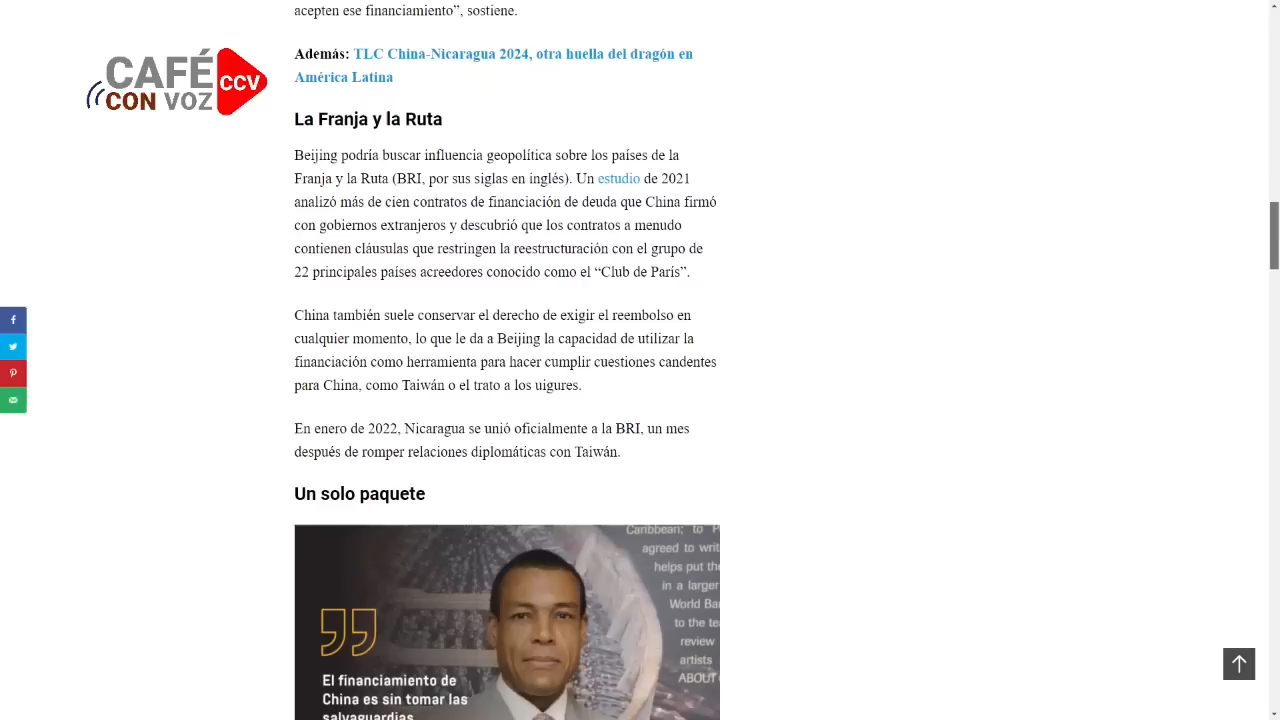 acepten ese financiamiento”, sostiene.
Además: TLC China-Nicaragua 2024, otra huella del dragón en
América Latina
CAFÉ
CON VOZ
CCV
La Franja y la Ruta
Beijing podría buscar influencia geopolítica sobre los países de la
Franja y la Ruta (BRI, por sus siglas en inglés). Un estudio de 2021
analizó más de cien contratos de financiación de deuda que China firmó
con gobiernos extranjeros y descubrió que los contratos a menudo
contienen cláusulas que restringen la reestructuración con el grupo de
22 principales países acreedores conocido como el “Club de París”.
China también suele conservar el derecho de exigir el reembolso en
cualquier momento, lo que le da a Beijing la capacidad de utilizar la
financiación como herramienta para hacer cumplir cuestiones candentes
para China, como Taiwán o el trato a los uigures.
En enero de 2022, Nicaragua se unió oficialmente a la BRI, un mes
después de romper relaciones diplomáticas con Taiwán.
Un solo paquete
Caribbean; to P
agreed to writ
helps put the
in a larger
World Ba
to the te
review
artists
ABOUT
El financiamiento de
China es sin tomar las
salvaguardias